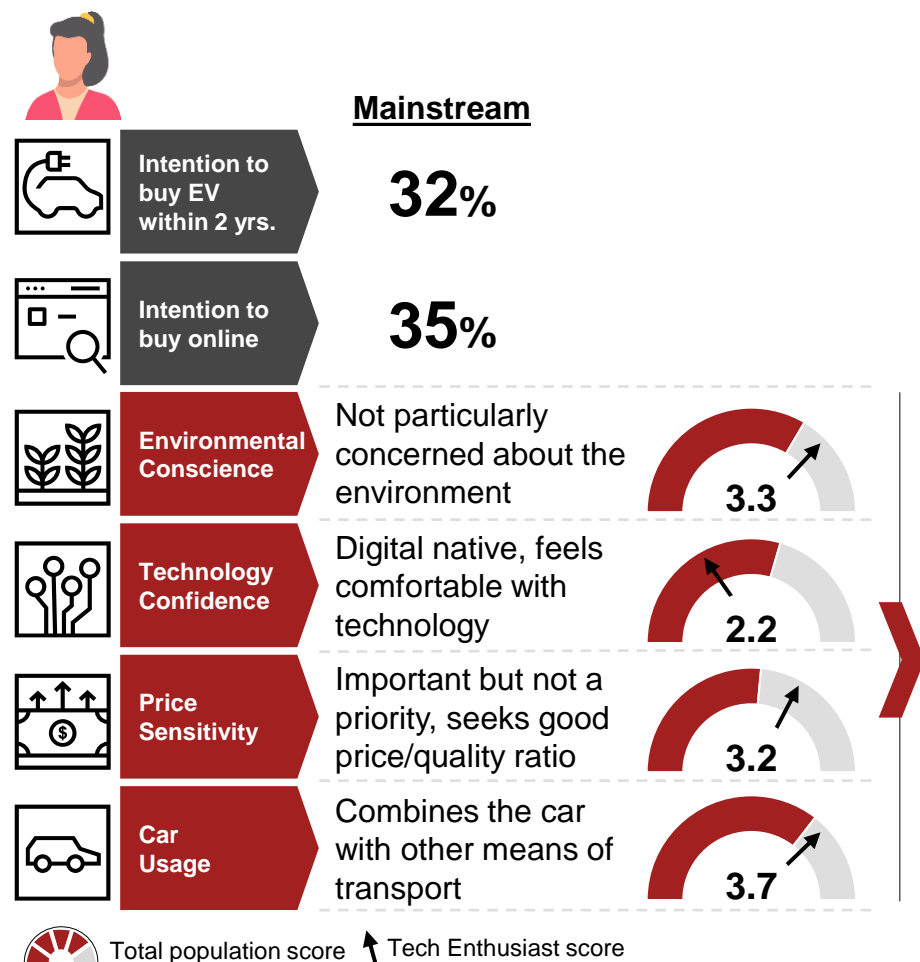 Mainstream
Intention to
buy EV
within 2 yrs.
32%
Intention to
buy online
35%
Environmental
Conscience
Not particularly
concerned about the
environment
3.3
Technology
Confidence
Digital native, feels
comfortable with
technology
2.2
Price
Sensitivity
Important but not a
priority, seeks good
price/quality ratio
3.2
Car
Usage
Combines the car
with other means of
transport
3.7
$
Total population score
Tech Enthusiast score